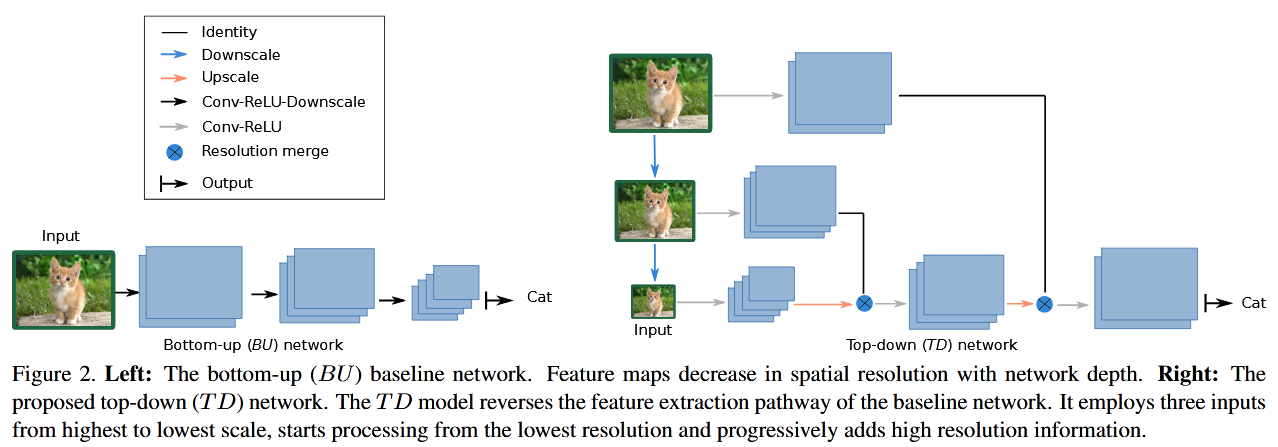 Identity
Downscale
Upscale
Conv-ReLU-Downscale
Conv-ReLU
Resolution merge
Output
Input
Cat
Bottom-up (BU) network
Input
Cat
Top-down (TD) network
Figure 2. Left: The bottom-up (BU) baseline network. Feature maps decrease in spatial resolution with network depth. Right: The
proposed top-down (TD) network. The TD model reverses the feature extraction pathway of the baseline network. It employs three inputs
from highest to lowest scale, starts processing from the lowest resolution and progressively adds high resolution information.